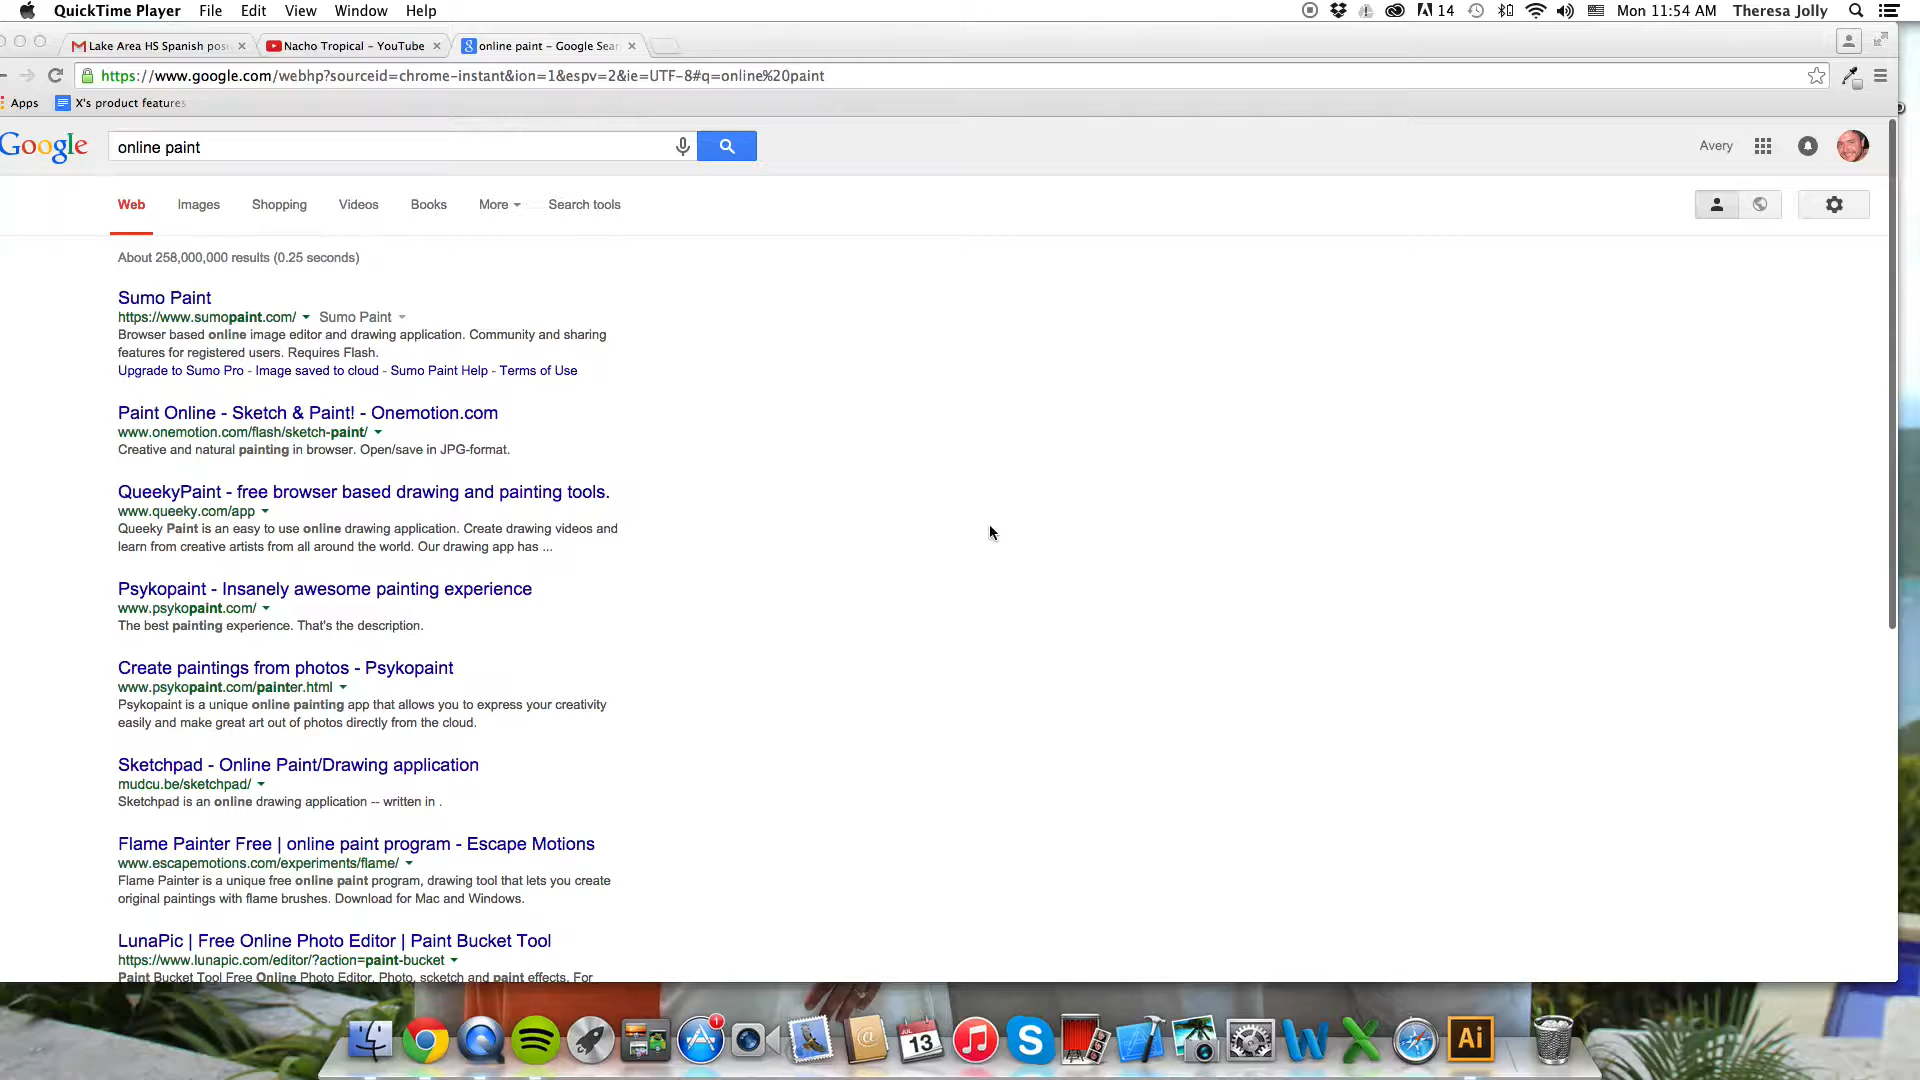 QuickTime Player File Edit View Window Help 14 Mon 11:54 AM Theresa Jolly
Lake Area HS Spanish pos Nacho Tropical - YouTube online paint - Google Sear
https://www.google.com/webhp?sourceid=chrome-instant&ion=1&espv=2&ie=UTF-8#q=online%20paint
Apps X's product features
Google online paint Avery
Web Images Shopping Videos Books More Search tools
About 258,000,000 results (0.25 seconds)
Sumo Paint
https://www.sumopaint.com/ Sumo Paint
Browser based online image editor and drawing application. Community and sharing
features for registered users. Requires Flash.
Upgrade to Sumo Pro - Image saved to cloud - Sumo Paint Help - Terms of Use
Paint Online - Sketch & Paint! - Onemotion.com
www.onemotion.com/flash/sketch-paint/
Creative and natural painting in browser. Open/save in JPG-format.
QueekyPaint - free browser based drawing and painting tools.
www.queeky.com/app
Queeky Paint is an easy to use online drawing application. Create drawing videos and
learn from creative artists from all around the world. Our drawing app has ...
Psykopaint - Insanely awesome painting experience
www.psykopaint.com/
The best painting experience. That's the description.
Create paintings from photos - Psykopaint
www.psykopaint.com/painter.html
Psykopaint is a unique online painting app that allows you to express your creativity
easily and make great art out of photos directly from the cloud.
Sketchpad - Online Paint/Drawing application
mudcu.be/sketchpad/
Sketchpad is an online drawing application -- written in .
Flame Painter Free | online paint program - Escape Motions
www.escapemotions.com/experiments/flame/
Flame Painter is a unique free online paint program, drawing tool that lets you create
original paintings with flame brushes. Download for Mac and Windows.
LunaPic | Free Online Photo Editor | Paint Bucket Tool
https://www.lunapic.com/editor/?action=paint-bucket
Paint Bucket Tool Free Online Photo Editor. Photo, scketch and paint effects. For
1
JUL
13
Ai